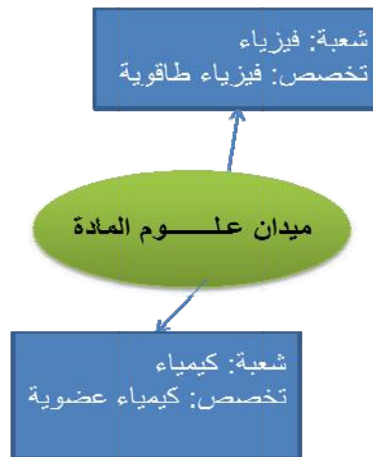 شعبة: فيزياء
تخصص: فيزياء طاقوية
ميدان علـــــوم المادة
شعبة: كيمياء
تخصص: كيمياء عضوية